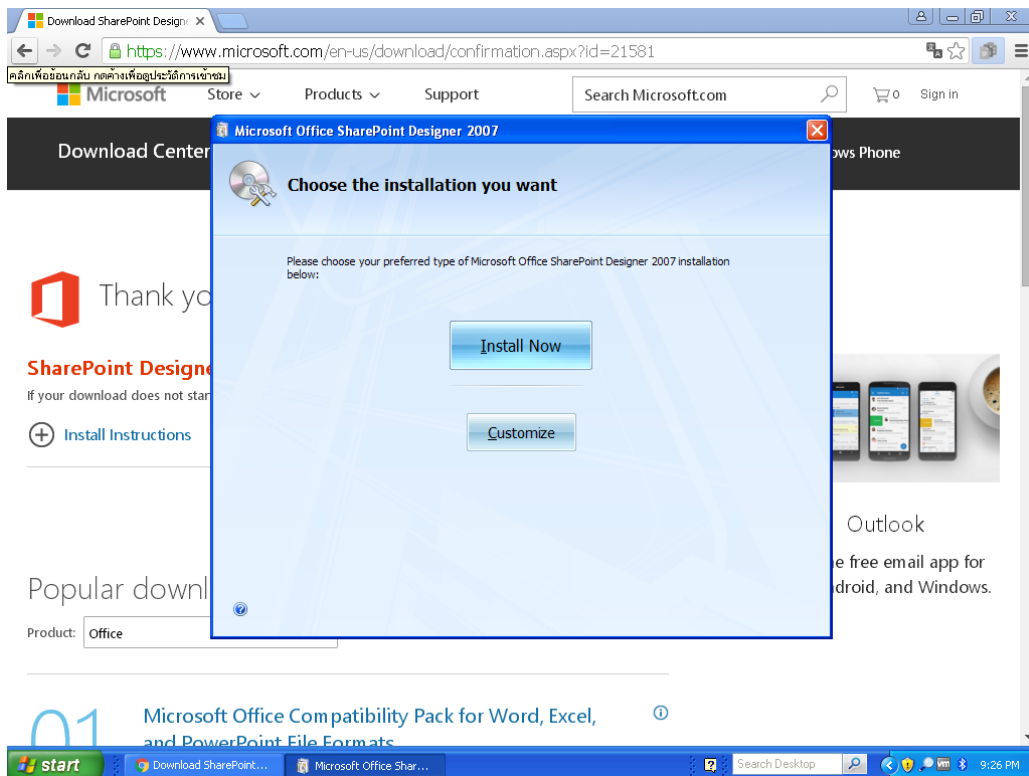 Download SharePoint Designe
https://www.microsoft.com/en-us/download/confirmation.aspx?id=21581
คลิกเพื่อย้อนกลับ กดค้างเพื่อดูประวัติการเข้าชม
Microsoft
Store
Products
Support
Search Microsoft.com
0
Sign in
Download Center
ows Phone
Microsoft Office SharePoint Designer 2007
Choose the installation you want
Please choose your preferred type of Microsoft Office SharePoint Designer 2007 installation
below:
Install Now
Customize
Thank yo
SharePoint Designe
If your download does not star
Install Instructions
Outlook
e free email app for
droid, and Windows.
Popular downl
Product:
Office
01
Microsoft Office Compatibility Pack for Word, Excel,
and PowerPoint File Formats
start
Download SharePoint...
Microsoft Office Shar...
Search Desktop
9:26 PM